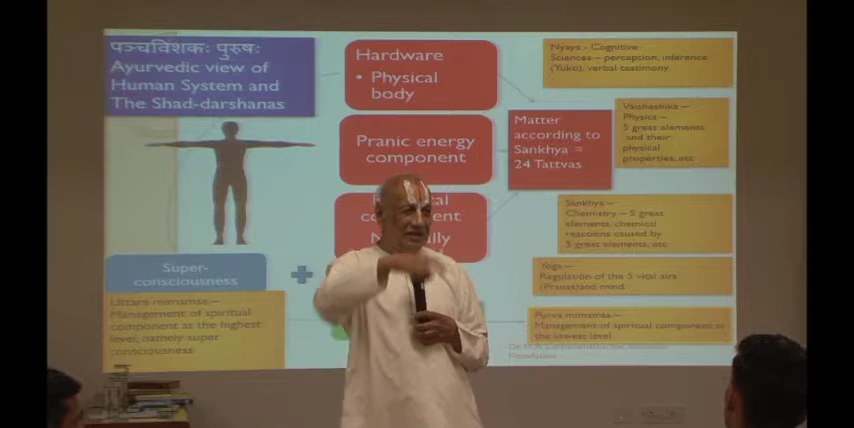 पञ्चविंशकः पुरुषः
Ayurvedic view of
Human System and
The Shad-darshanas
Hardware
• Physical
body
Pranic energy
component
Matter
according to
Sankhya =
24 Tattvas
Nyaya - Cognitive
Sciences - perception, inference
(Yukti), verbal testimony.
Vaisheshika –
Physics –
5 great elements
and their
physical
properties, etc
Sankhya –
Chemistry – 5 great
elements, chemical
reactions caused by
5 great elements, etc
Yoga –
Regulation of the 5 vital airs
(Pranas)and mind.
Purva mimamsa –
Management of spiritual component at
the lowest level
Super-
consciousness
Uttara mimamsa –
Management of spiritual
component at the highest
level, namely super
consciousness